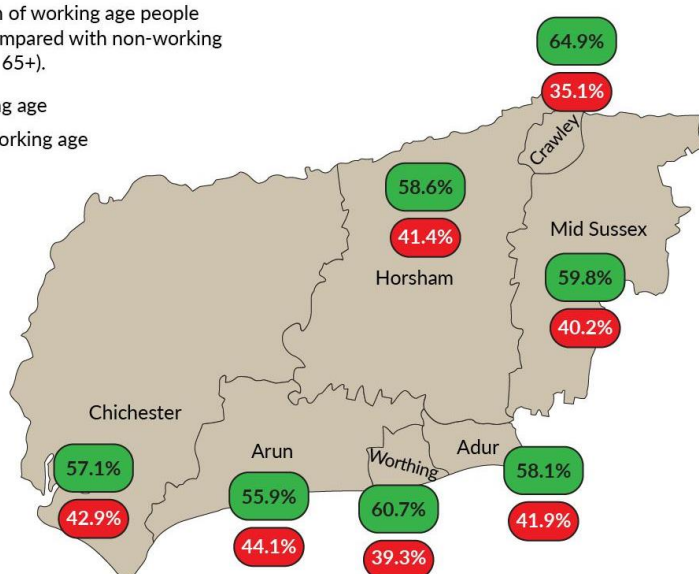 of working age people
compared with non-working
65+).
age
working age
64.9%
35.1%
Crawley
58.6%
41.4%
Horsham
Mid Sussex
59.8%
40.2%
Chichester
57.1%
42.9%
Arun
55.9%
44.1%
Worthing
60.7%
39.3%
Adur
58.1%
41.9%